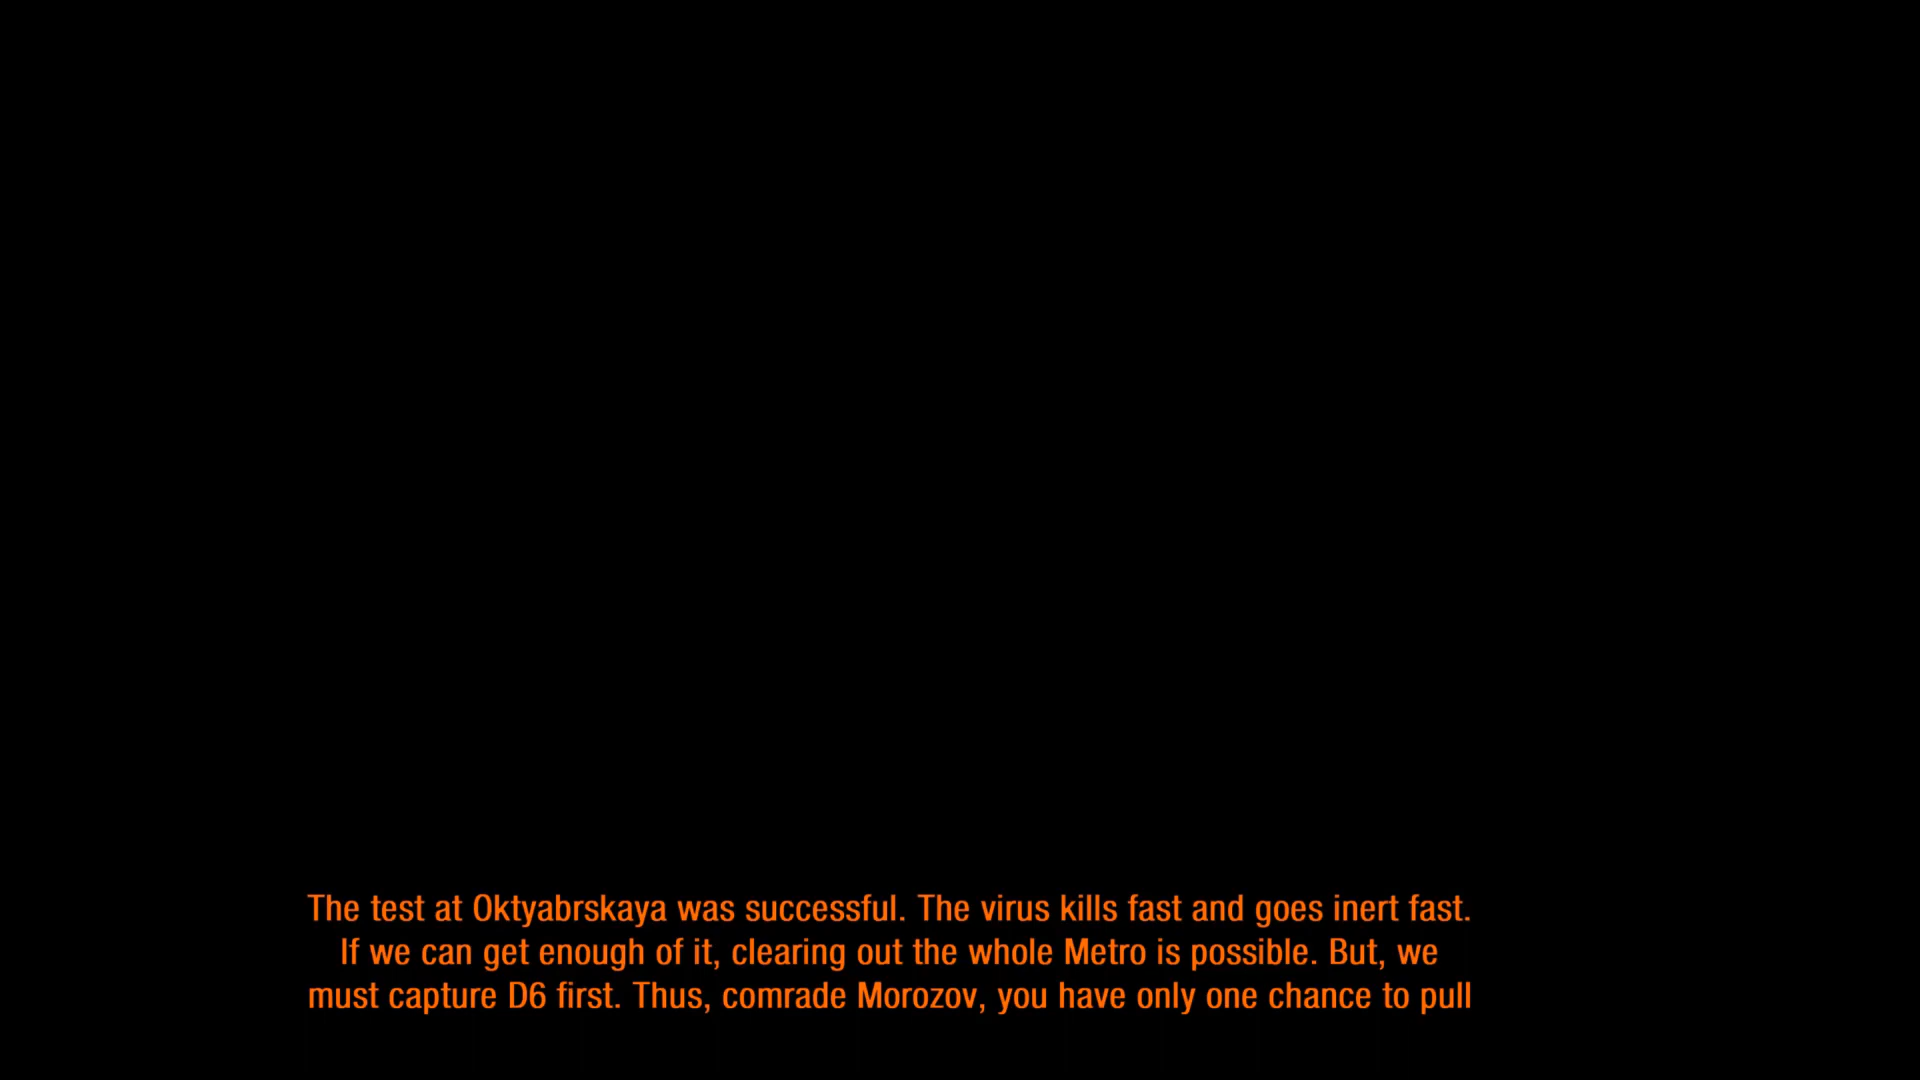 The test at Oktyabrskaya was successful. The virus kills fast and goes inert fast.
If we can get enough of it, clearing out the whole Metro is possible. But, we
must capture D6 first. Thus, comrade Morozov, you have only one chance to pull